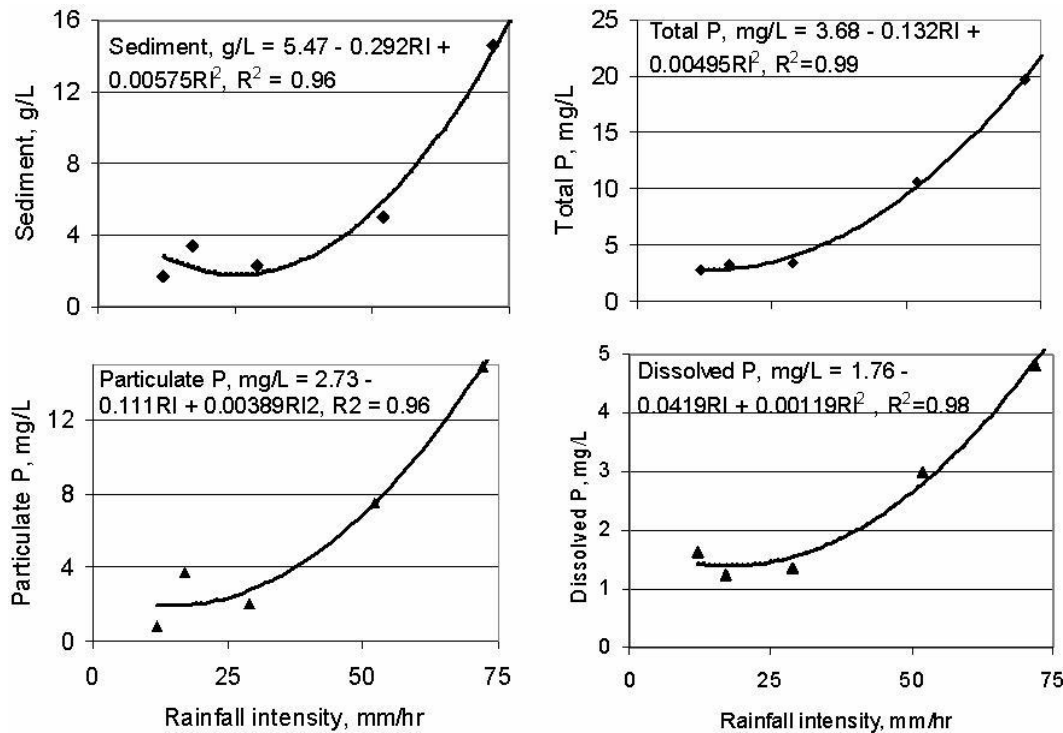 Sediment, g/L = 5.47 - 0.292RI +
0.00575RI², R² = 0.96
16
12
8
4
0
Sediment, g/L
Total P, mg/L = 3.68 - 0.132RI +
0.00495RI², R²=0.99
25
20
15
10
5
0
0
25
50
75
Total P, mg/L
Particulate P, mg/L = 2.73 -
0.111RI + 0.00389RI2, R2 = 0.96
12
8
4
0
0
25
50
75
Particulate P, mg/L
Rainfall intensity, mm/hr
Dissolved P, mg/L = 1.76 -
0.0419RI + 0.00119RI² , R²=0.98
5
4
3
2
1
0
0
25
50
75
Dissolved P, mg/L
Rainfall intensity, mm/hr